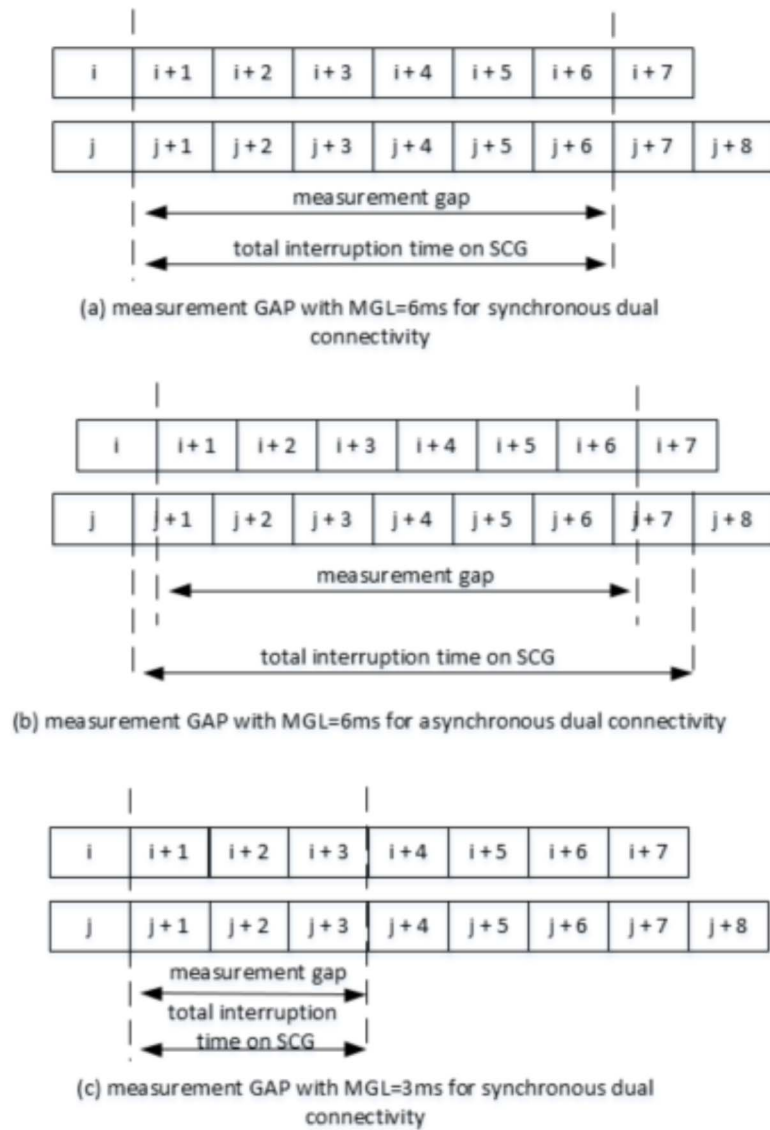 i i + 1 i + 2 i + 3 i + 4 i + 5 i + 6 i + 7
j j + 1 j + 2 j + 3 j + 4 j + 5 j + 6 j + 7 j + 8
measurement gap
total interruption time on SCG
(a) measurement GAP with MGL=6ms for synchronous dual
connectivity
i i + 1 i + 2 i + 3 i + 4 i + 5 i + 6 i + 7
j j + 1 j + 2 j + 3 j + 4 j + 5 j + 6 j + 7 j + 8
measurement gap
total interruption time on SCG
(b) measurement GAP with MGL=6ms for asynchronous dual connectivity
i i + 1 i + 2 i + 3 i + 4 i + 5 i + 6 i + 7
j j + 1 j + 2 j + 3 j + 4 j + 5 j + 6 j + 7 j + 8
measurement gap
total interruption
time on SCG
(c) measurement GAP with MGL=3ms for synchronous dual
connectivity